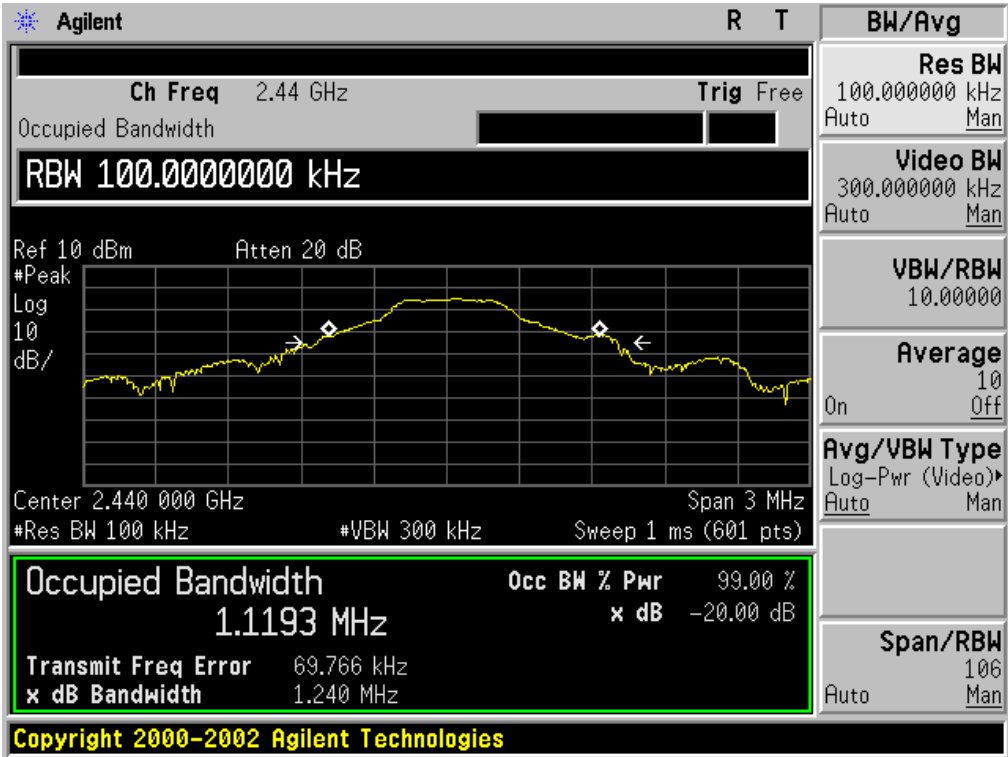 Agilent R T
Ch Freq 2.44 GHz Trig Free
Occupied Bandwidth
RBW 100.0000000 kHz
Ref 10 dBm Atten 20 dB
#Peak
Log
10
dB/
Center 2.440 000 GHz Span 3 MHz
#Res BW 100 kHz #VBW 300 kHz Sweep 1 ms (601 pts)
Occupied Bandwidth
1.1193 MHz
Occ BW % Pwr 99.00 %
x dB -20.00 dB
Transmit Freq Error 69.766 kHz
x dB Bandwidth 1.240 MHz
Copyright 2000-2002 Agilent Technologies
BW/Avg
Res BW
100.000000 kHz
Auto Man
Video BW
300.000000 kHz
Auto Man
VBW/RBW
10.00000
Average
10
On Off
Avg/VBW Type
Log-Pwr (Video)
Auto Man
Span/RBW
106
Auto Man